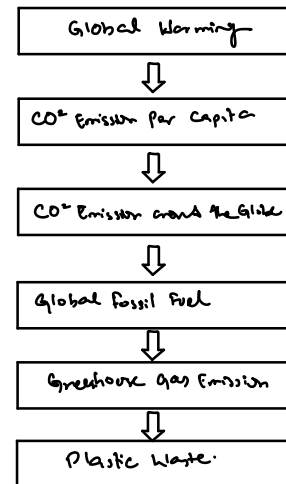 Global Warming
CO² Emission Per Capita
CO² Emission around the Globe
Global Fossil Fuel
Greenhouse Gas Emission
Plastic Waste.